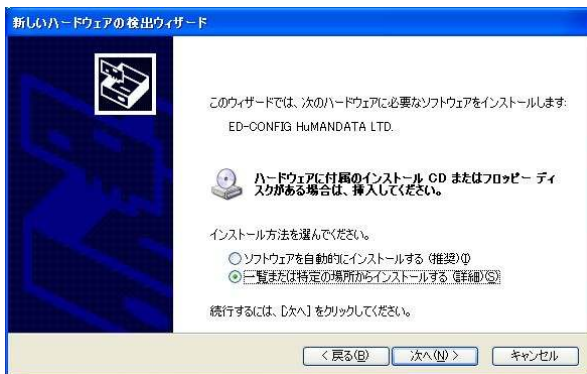 新しいハードウェアの検出ウィザード
このウィザードでは、次のハードウェアに必要なソフトウェアをインストールします:
ED-CONFIG HuMANDATA LTD.
ハードウェアに付属のインストール CD またはフロッピー ディ
スクがある場合は、挿入してください。
インストール方法を選んでください。
ソフトウェアを自動的にインストールする (推奨)(I)
一覧または特定の場所からインストールする (詳細)(S)
続行するには、[次へ] をクリックしてください。
< 戻る(B)
次へ(N) >
キャンセル